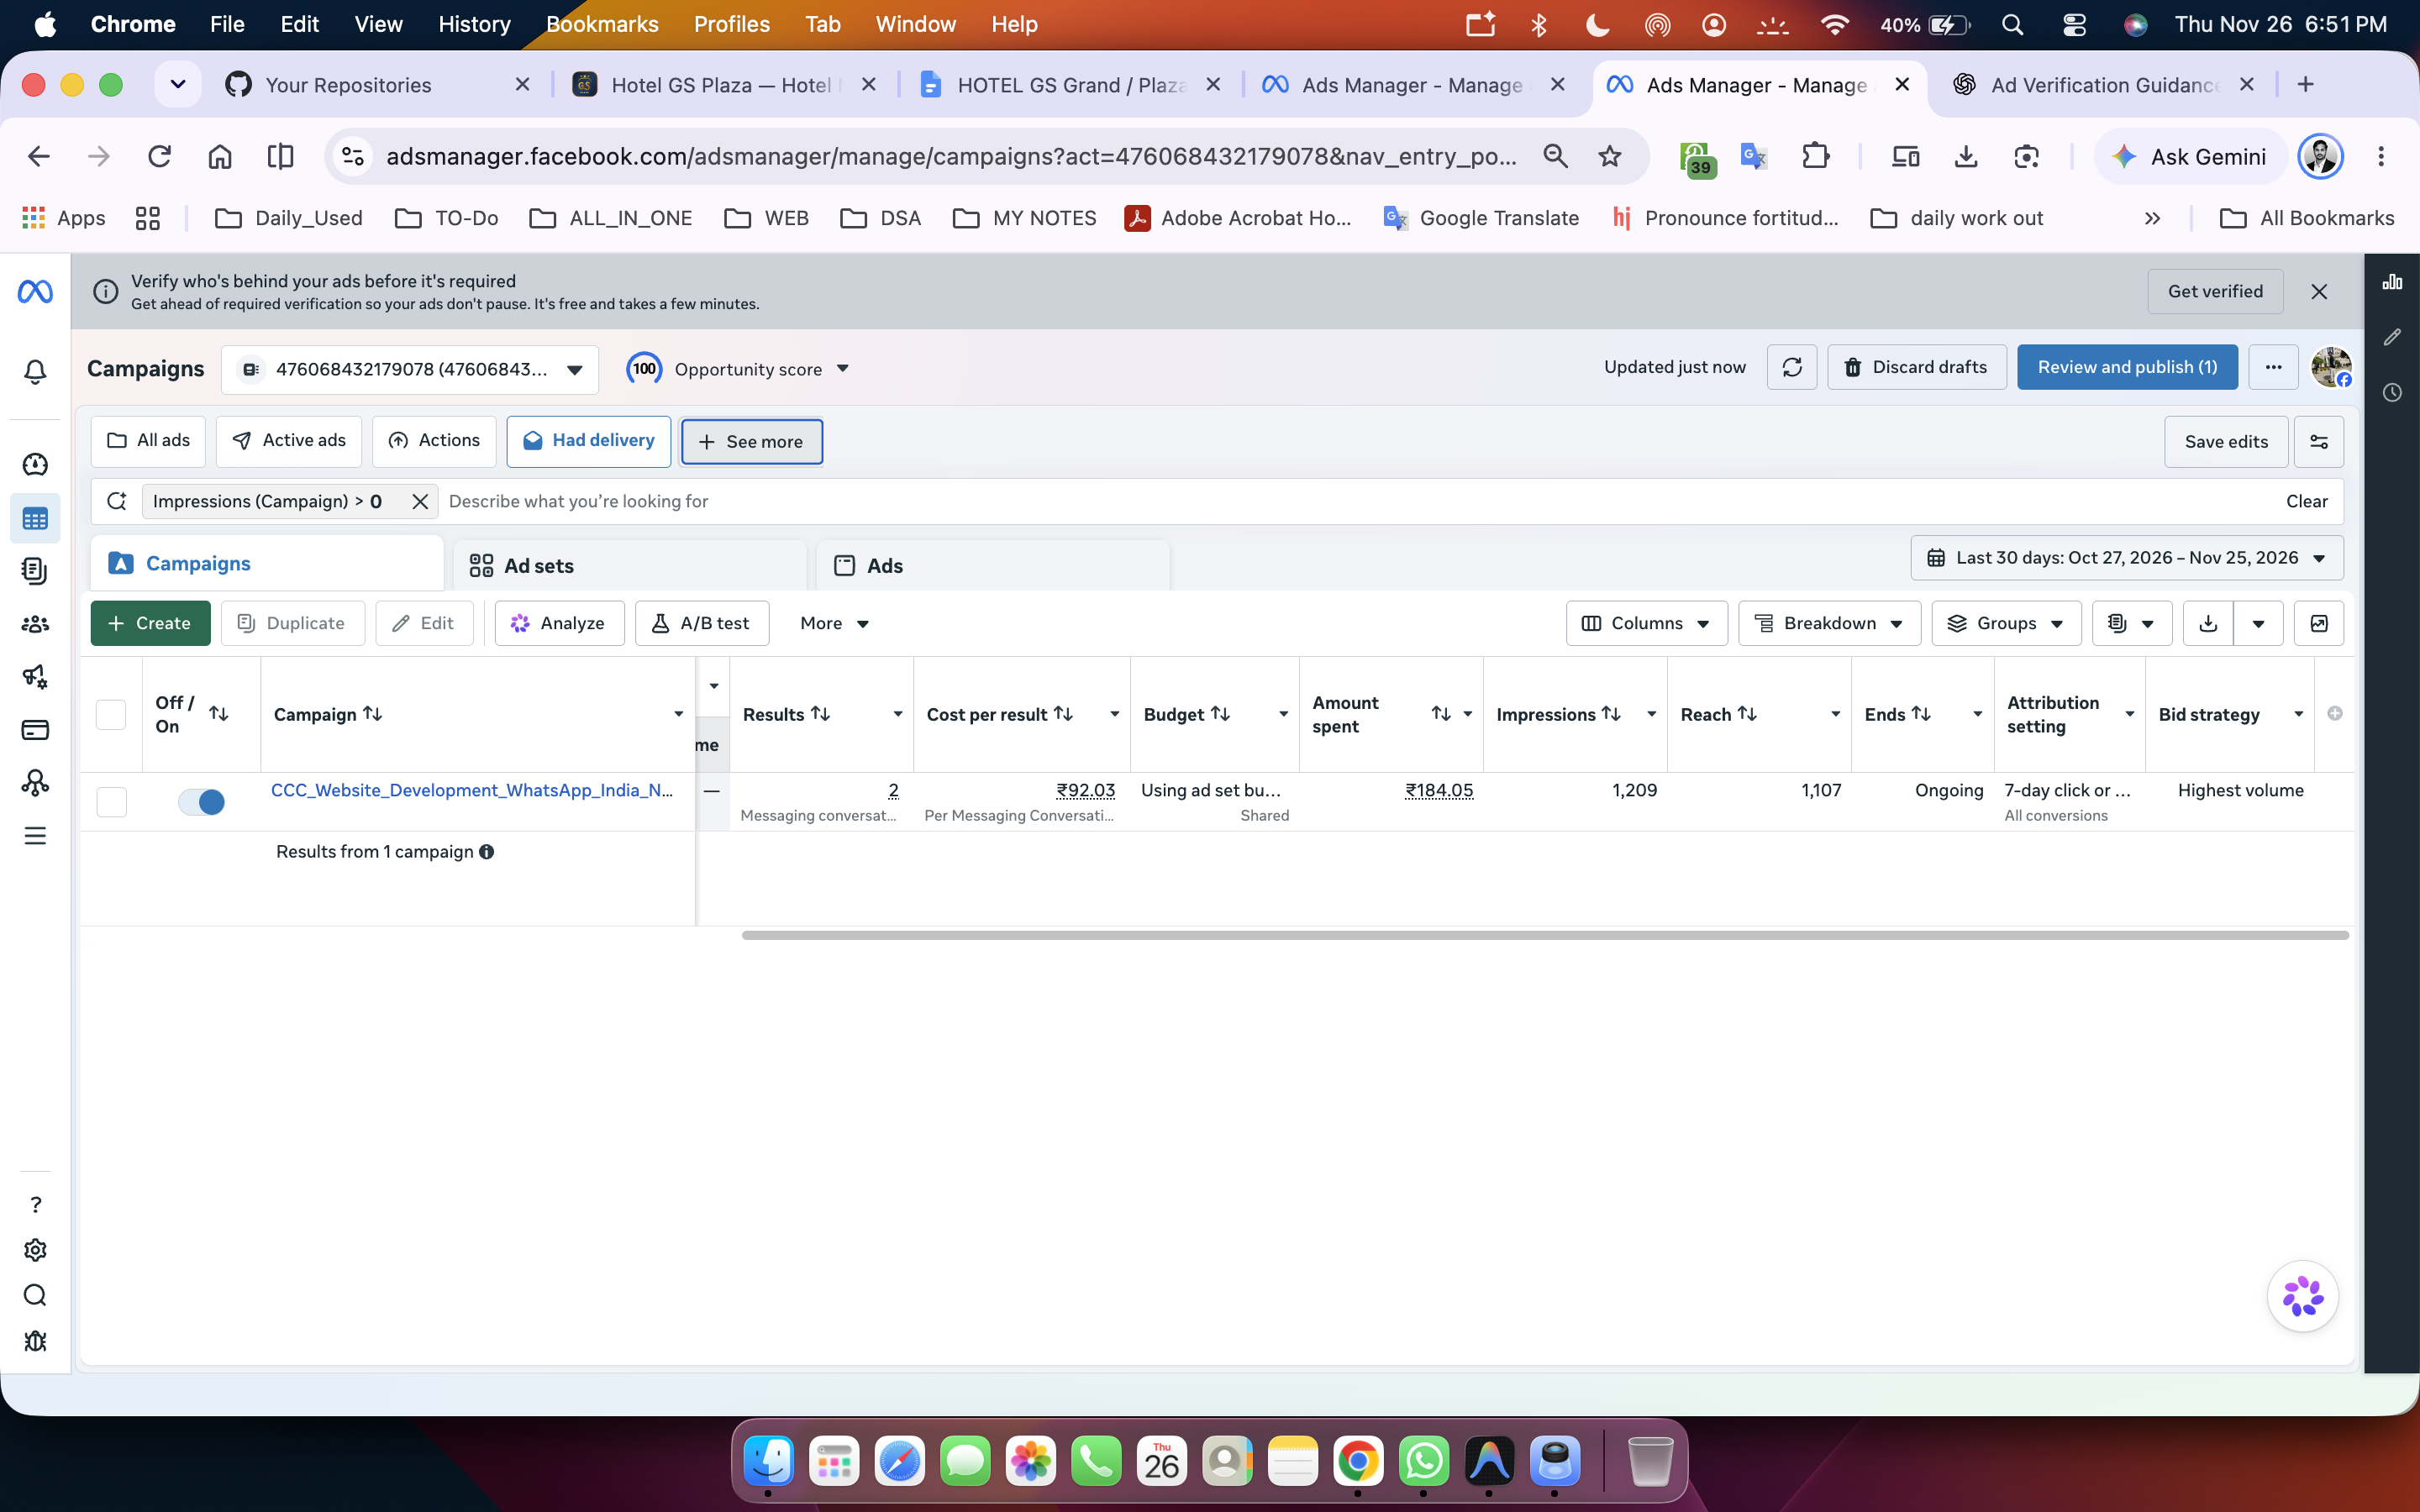 Chrome File Edit View History Bookmarks Profiles Tab Window Help 40% Thu Nov 26 6:51 PM
Your Repositories Hotel GS Plaza — Hotel HOTEL GS Grand / Plaza Ads Manager - Manage Ads Manager - Manage Ad Verification Guidance
adsmanager.facebook.com/adsmanager/manage/campaigns?act=476068432179078&nav_entry_po... 39 Ask Gemini
Apps Daily_Used TO-Do ALL_IN_ONE WEB DSA MY NOTES Adobe Acrobat Ho... Google Translate hj Pronounce fortitud... daily work out » All Bookmarks
Verify who's behind your ads before it's required
Get ahead of required verification so your ads don't pause. It's free and takes a few minutes.
Get verified
Campaigns 476068432179078 (47606843... 100 Opportunity score Updated just now Discard drafts Review and publish (1) ...
All ads Active ads Actions Had delivery + See more Save edits
Impressions (Campaign) > 0 Describe what you're looking for Clear
Campaigns Ad sets Ads Last 30 days: Oct 27, 2026 – Nov 25, 2026
+ Create Duplicate Edit Analyze A/B test More Columns Breakdown Groups
Off / On Campaign me Results Cost per result Budget Amount spent Impressions Reach Ends Attribution setting Bid strategy
CCC_Website_Development_WhatsApp_India_N... — 2 ₹92.03 Using ad set bu... ₹184.05 1,209 1,107 Ongoing 7-day click or ... Highest volume
Messaging conversat... Per Messaging Conversati... Shared All conversions
Results from 1 campaign
?
Thu
26